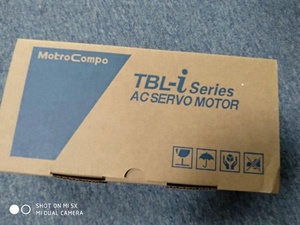 MotroCompo
TBL-i Series
AC SERVO MOTOR
SHOT ON MI 5X
MI DUAL CAMERA